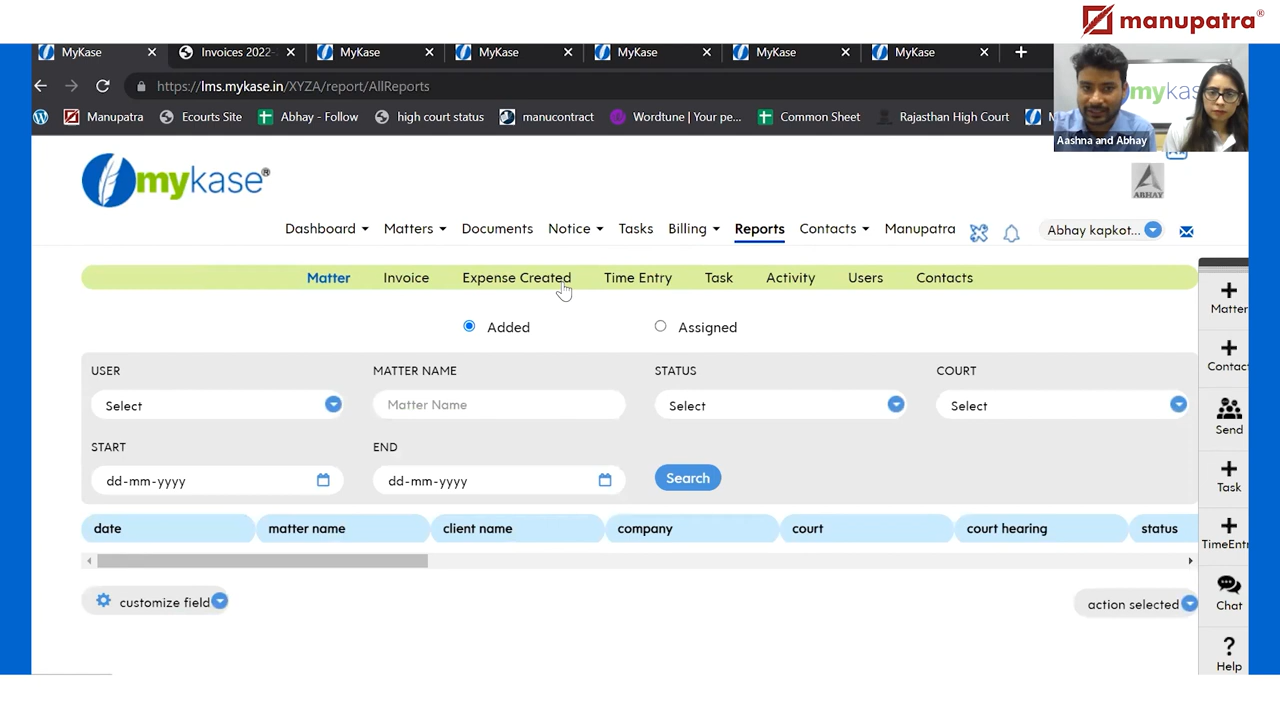 manupatra®
MyKase
Invoices 2022-
MyKase
MyKase
MyKase
MyKase
MyKase
https://lms.mykase.in/XYZA/report/AllReports
Manupatra
Ecourts Site
Abhay - Follow
high court status
manucontract
Wordtune | Your pe...
Common Sheet
Rajasthan High Court
Aashna and Abhay
mykase®
ABHAY
Dashboard
Matters
Documents
Notice
Tasks
Billing
Reports
Contacts
Manupatra
Abhay kapkot...
Matter
Invoice
Expense Created
Time Entry
Task
Activity
Users
Contacts
Added
Assigned
USER
MATTER NAME
STATUS
COURT
Select
Matter Name
Select
Select
START
END
dd-mm-yyyy
dd-mm-yyyy
Search
date
matter name
client name
company
court
court hearing
status
customize field
action selected
Matter
Contact
Send
Task
TimeEntr
Chat
Help